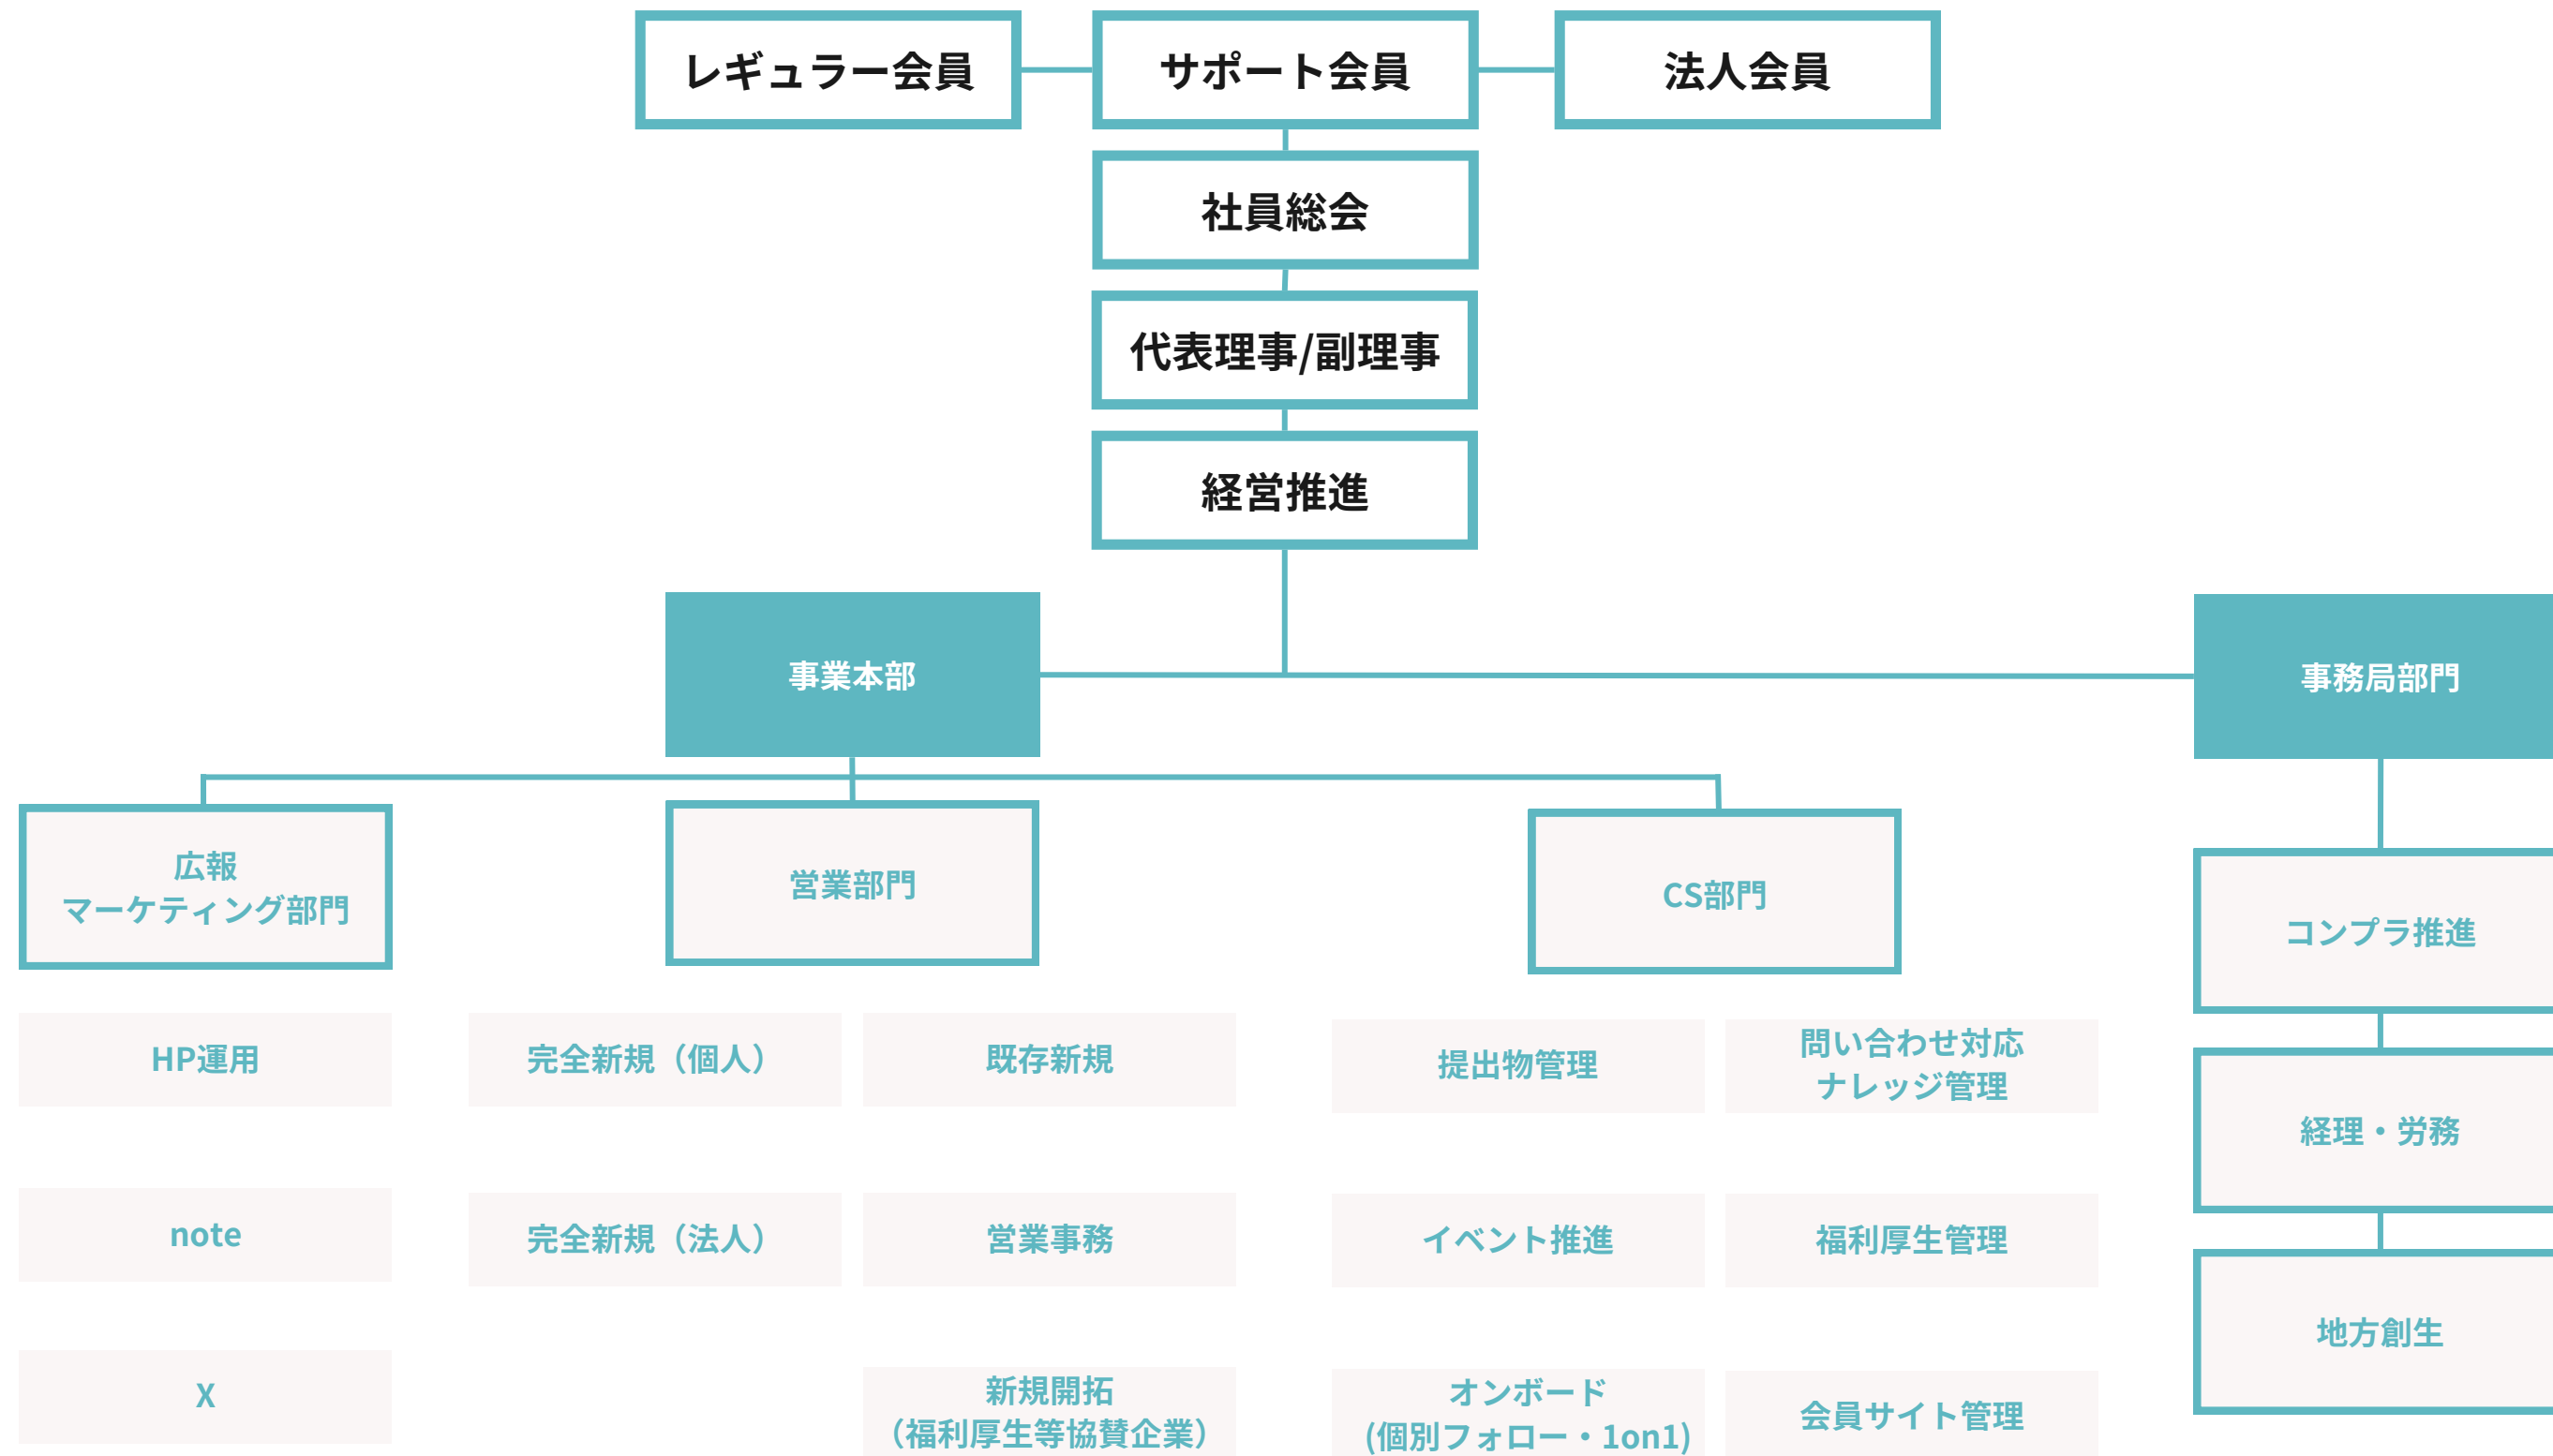 レギュラー会員
サポート会員
法人会員
社員総会
代表理事/副理事
経営推進
事業本部
事務局部門
広報
マーケティング部門
営業部門
CS部門
コンプラ推進
HP運用
完全新規（個人）
既存新規
提出物管理
問い合わせ対応
ナレッジ管理
経理・労務
note
完全新規（法人）
営業事務
イベント推進
福利厚生管理
地方創生
X
新規開拓
（福利厚生等協賛企業）
オンボード
(個別フォロー・1on1)
会員サイト管理